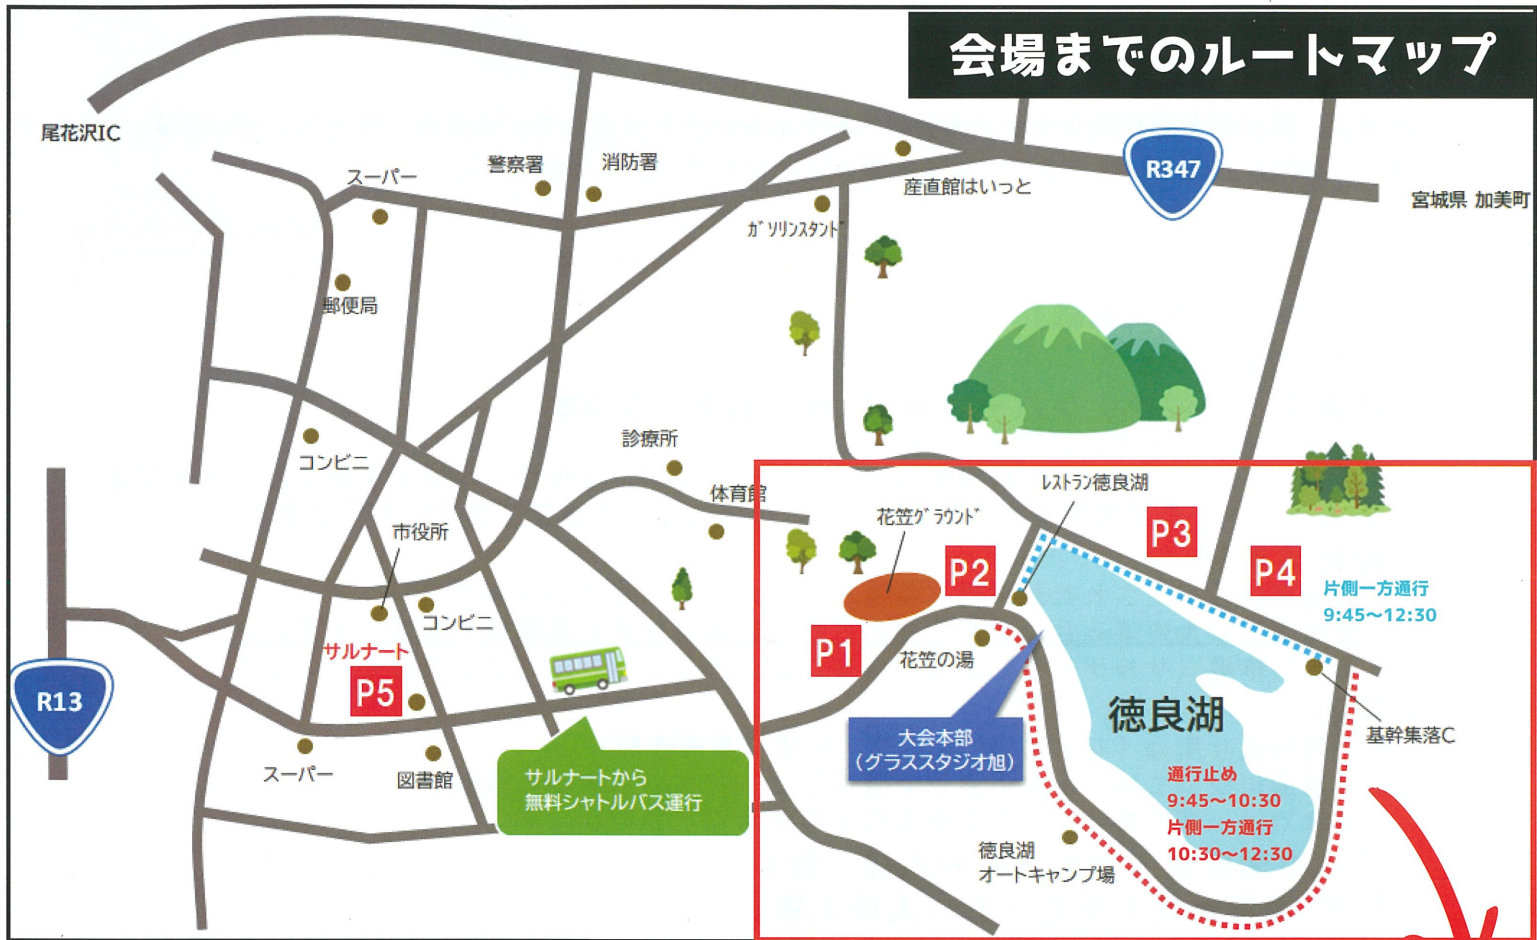 会場までのルートマップ
尾花沢IC
スーパー
警察署
消防署
産直館はいっと
R347
宮城県 加美町
ｶﾞｿﾘﾝｽﾀﾝﾄﾞ
郵便局
コンビニ
診療所
体育館
市役所
コンビニ
サルナート
P5
R13
スーパー
図書館
サルナートから
無料シャトルバス運行
ﾚｽﾄﾗﾝ徳良湖
花笠ｸﾞﾗｳﾝﾄﾞ
P3
P2
P4
片側一方通行
9:45～12:30
P1
花笠の湯
徳良湖
基幹集落C
大会本部
（グラススタジオ旭）
通行止め
9:45～10:30
片側一方通行
10:30～12:30
徳良湖
オートキャンプ場